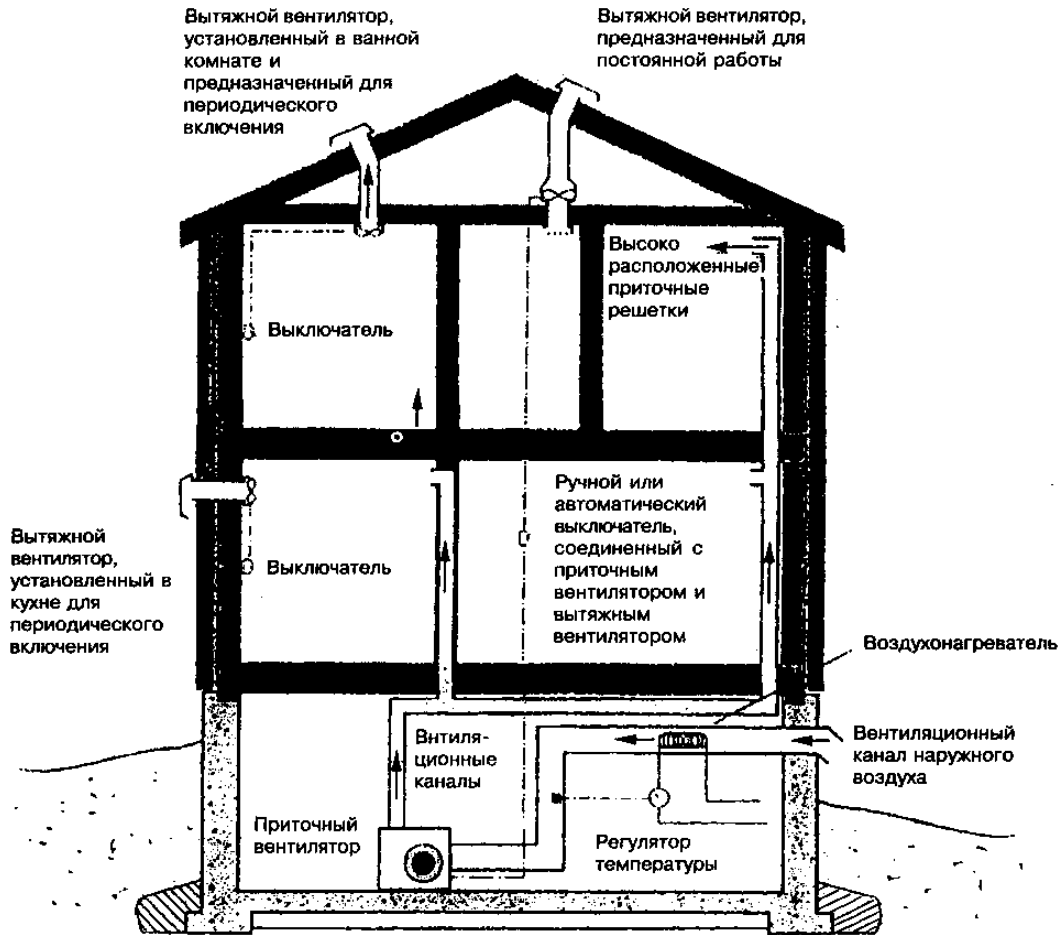 Вытяжной вентилятор,
установленный в ванной
комнате и
предназначенный для
периодического
включения
Вытяжной вентилятор,
предназначенный для
постоянной работы
Высоко
расположенные
приточные
решетки
Выключатель
Ручной или
автоматический
выключатель,
соединенный с
приточным
вентилятором и
вытяжным
вентилятором
Вытяжной
вентилятор,
установленный в
кухне для
периодического
включения
Выключатель
Воздухонагреватель
Внтиля-
ционные
каналы
Вентиляционный
канал наружного
воздуха
Приточный
вентилятор
Регулятор
температуры